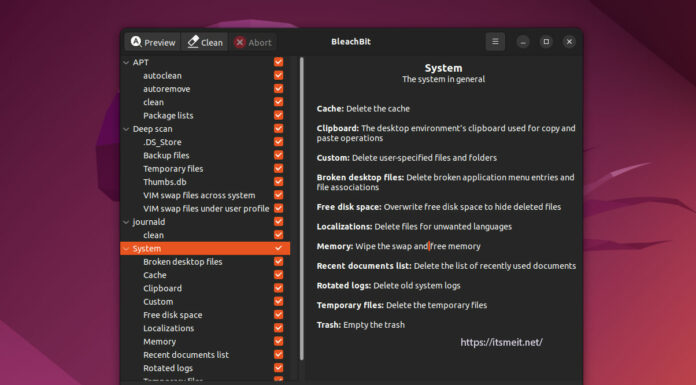 Preview
Clean
Abort
BleachBit
APT
autoclean
autoremove
clean
Package lists
Deep scan
.DS_Store
Backup files
Temporary files
Thumbs.db
VIM swap files across system
VIM swap files under user profile
journald
clean
System
Broken desktop files
Cache
Clipboard
Custom
Free disk space
Localizations
Memory
Recent documents list
Rotated logs
Temporary files
System
The system in general
Cache: Delete the cache
Clipboard: The desktop environment's clipboard used for copy and
paste operations
Custom: Delete user-specified files and folders
Broken desktop files: Delete broken application menu entries and
file associations
Free disk space: Overwrite free disk space to hide deleted files
Localizations: Delete files for unwanted languages
Memory: Wipe the swap and free memory
Recent documents list: Delete the list of recently used documents
Rotated logs: Delete old system logs
Temporary files: Delete the temporary files
Trash: Empty the trash
https://itsmeit.net/